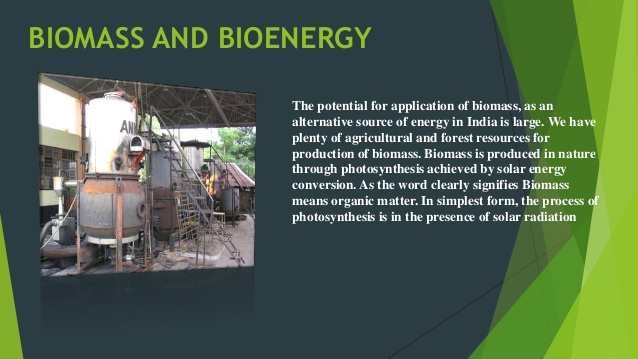 BIOMASS AND BIOENERGY
The potential for application of biomass, as an
alternative source of energy in India is large. We have
plenty of agricultural and forest resources for
production of biomass. Biomass is produced in nature
through photosynthesis achieved by solar energy
conversion. As the word clearly signifies Biomass
means organic matter. In simplest form, the process of
photosynthesis is in the presence of solar radiation